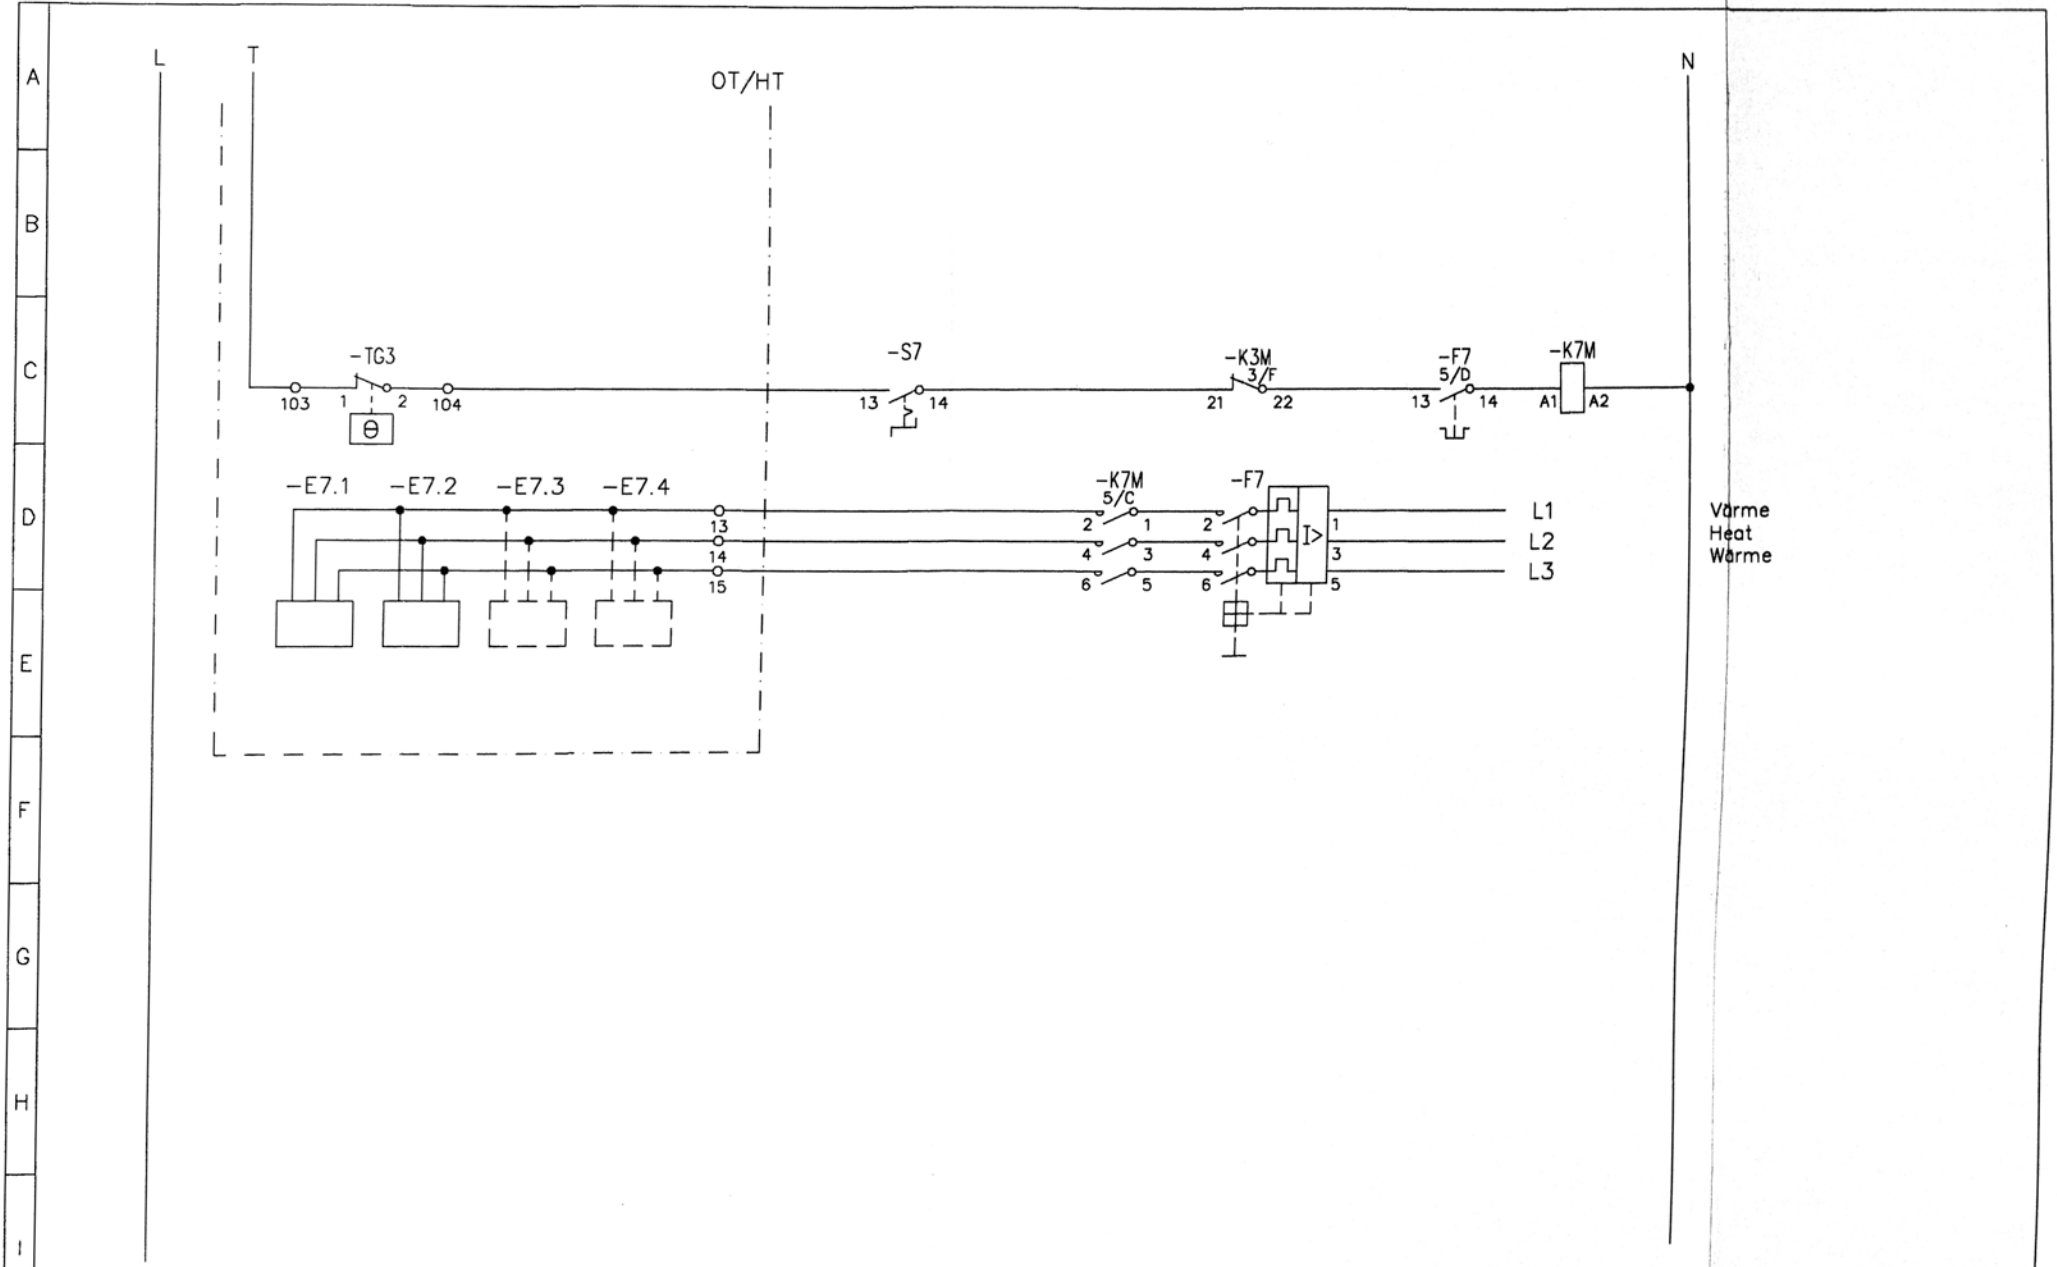 L T OT/HT N
A
B
C
-TG3 -S7 -K3M -F7 -K7M
3/F 5/D
103 1 2 104 13 14 21 22 13 14 A1 A2
Θ
-E7.1 -E7.2 -E7.3 -E7.4 -K7M -F7
5/C
D
13 2 1 2 1 L1 Värme
14 4 3 4 I> 3 L2 Heat
15 6 5 6 5 L3 Wärme
E
F
G
H
I